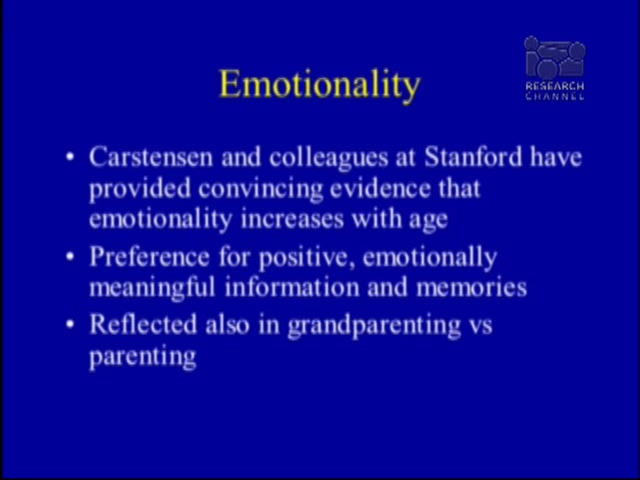 RESEARCH
CHANNEL
Emotionality
• Carstensen and colleagues at Stanford have
provided convincing evidence that
emotionality increases with age
• Preference for positive, emotionally
meaningful information and memories
• Reflected also in grandparenting vs
parenting